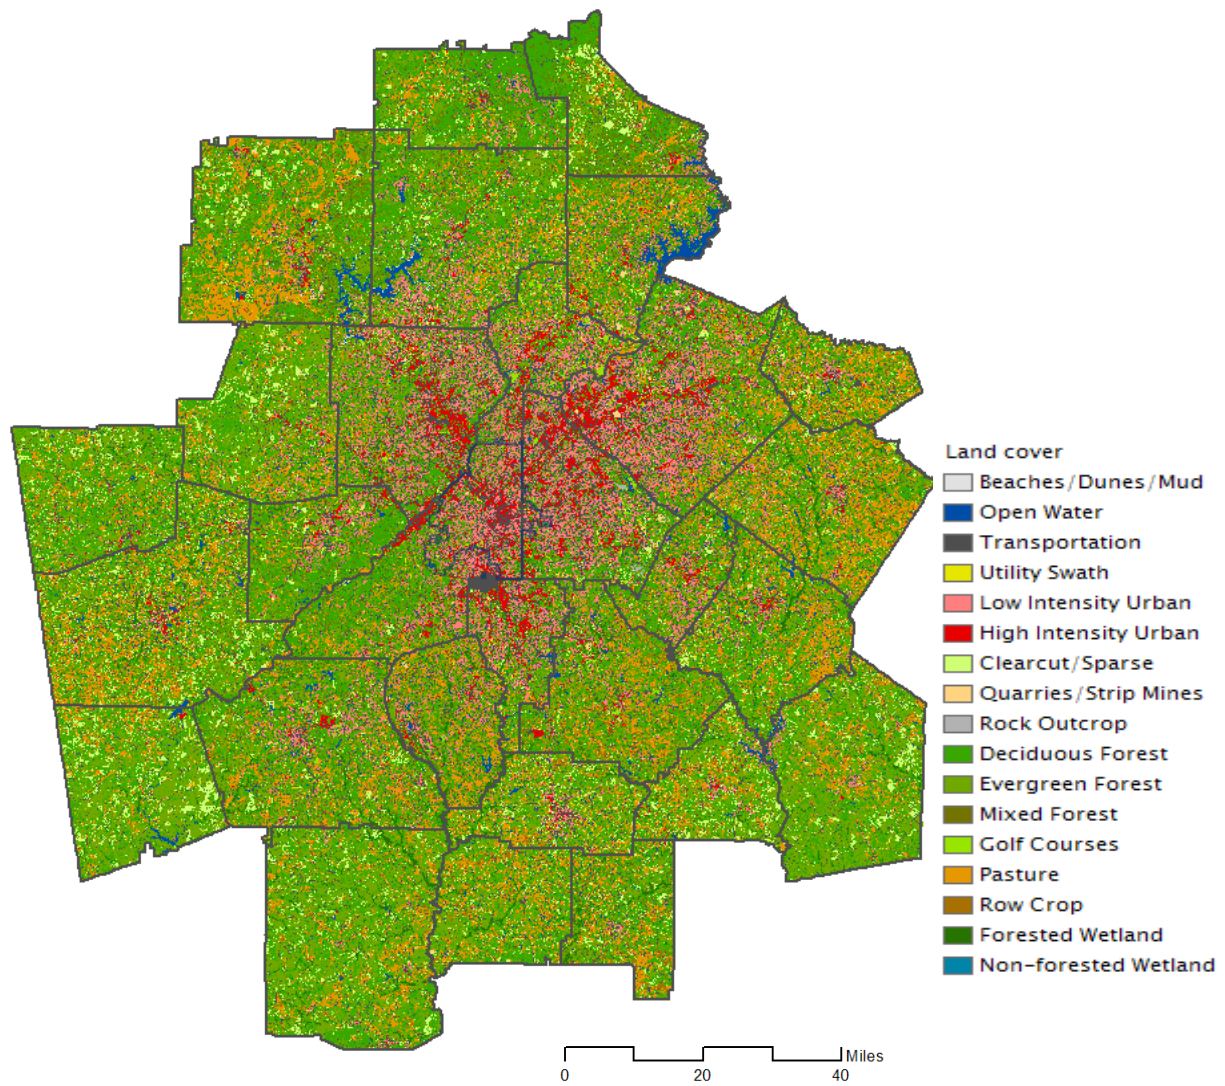 Land cover
Beaches/Dunes/Mud
Open Water
Transportation
Utility Swath
Low Intensity Urban
High Intensity Urban
Clearcut/Sparse
Quarries/Strip Mines
Rock Outcrop
Deciduous Forest
Evergreen Forest
Mixed Forest
Golf Courses
Pasture
Row Crop
Forested Wetland
Non-forested Wetland
Miles
0 20 40